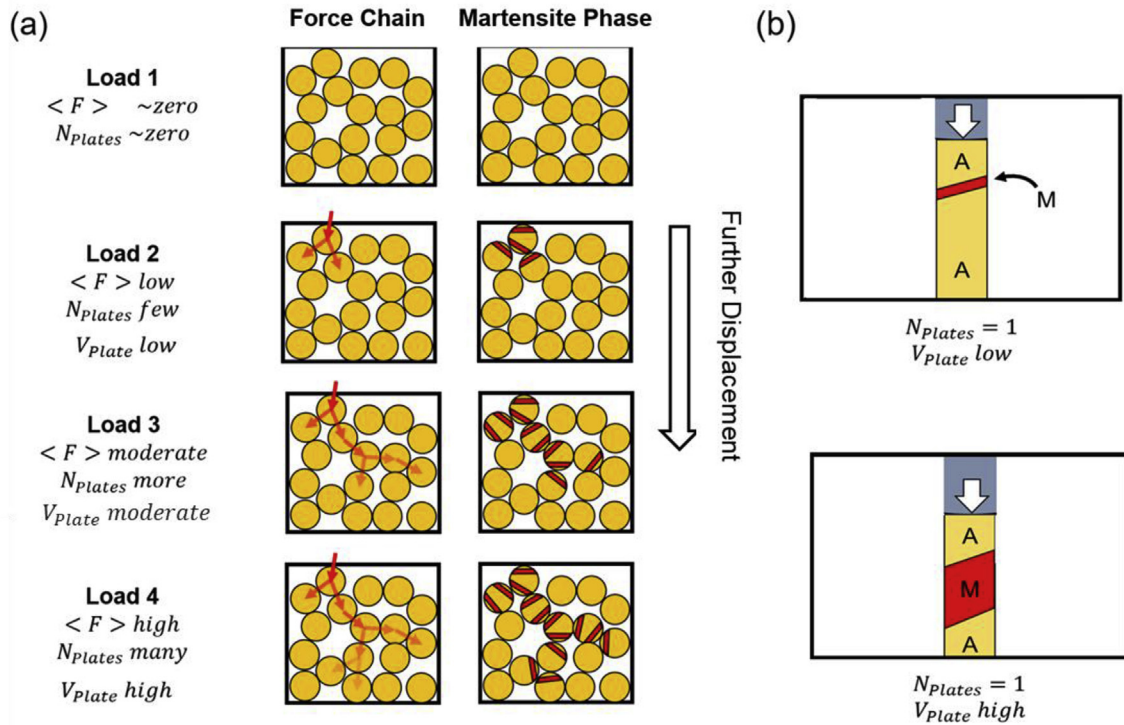 (a)
Force Chain
Martensite Phase
Load 1
< F > ~zero
N_Plates ~zero
Load 2
< F > low
N_Plates few
V_Plate low
Load 3
< F > moderate
N_Plates more
V_Plate moderate
Load 4
< F > high
N_Plates many
V_Plate high
Further Displacement
(b)
A
M
A
N_Plates = 1
V_Plate low
A
M
A
N_Plates = 1
V_Plate high